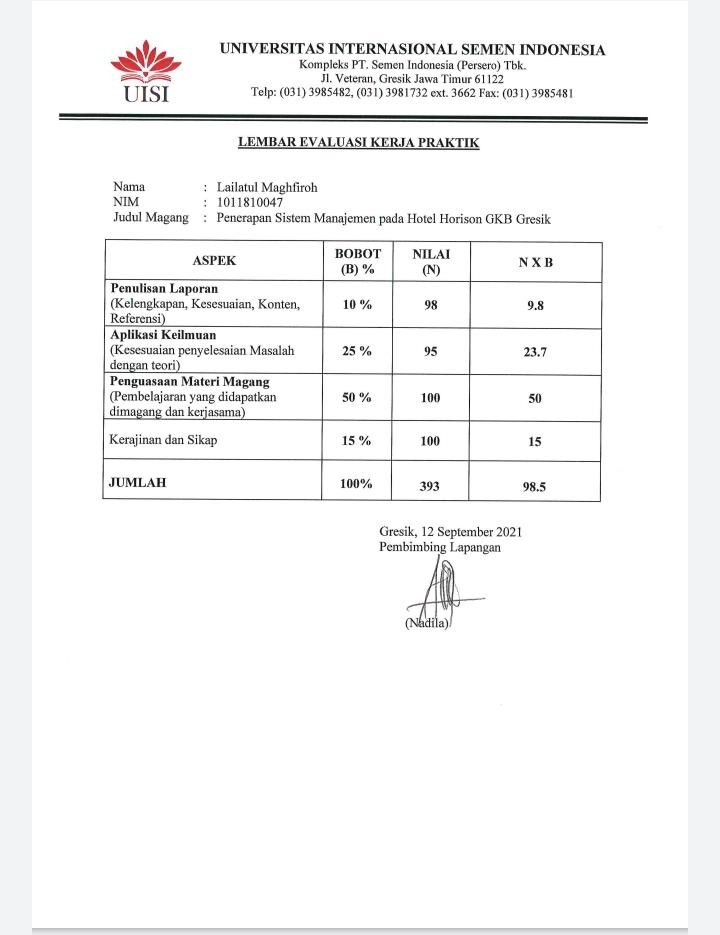 UISI
UNIVERSITAS INTERNASIONAL SEMEN INDONESIA
Kompleks PT. Semen Indonesia (Persero) Tbk.
Jl. Veteran, Gresik Jawa Timur 61122
Telp: (031) 3985482, (031) 3981732 ext. 3662 Fax: (031) 3985481
LEMBAR EVALUASI KERJA PRAKTIK
Nama : Lailatul Maghfiroh
NIM : 1011810047
Judul Magang : Penerapan Sistem Manajemen pada Hotel Horison GKB Gresik
ASPEK BOBOT (B) % NILAI (N) N X B
Penulisan Laporan
(Kelengkapan, Kesesuaian, Konten, 10 % 98 9.8
Referensi)
Aplikasi Keilmuan
(Kesesuaian penyelesaian Masalah 25 % 95 23.7
dengan teori)
Penguasaan Materi Magang
(Pembelajaran yang didapatkan 50 % 100 50
dimagang dan kerjasama)
Kerajinan dan Sikap 15 % 100 15
JUMLAH 100% 393 98.5
Gresik, 12 September 2021
Pembimbing Lapangan
(Nadila)